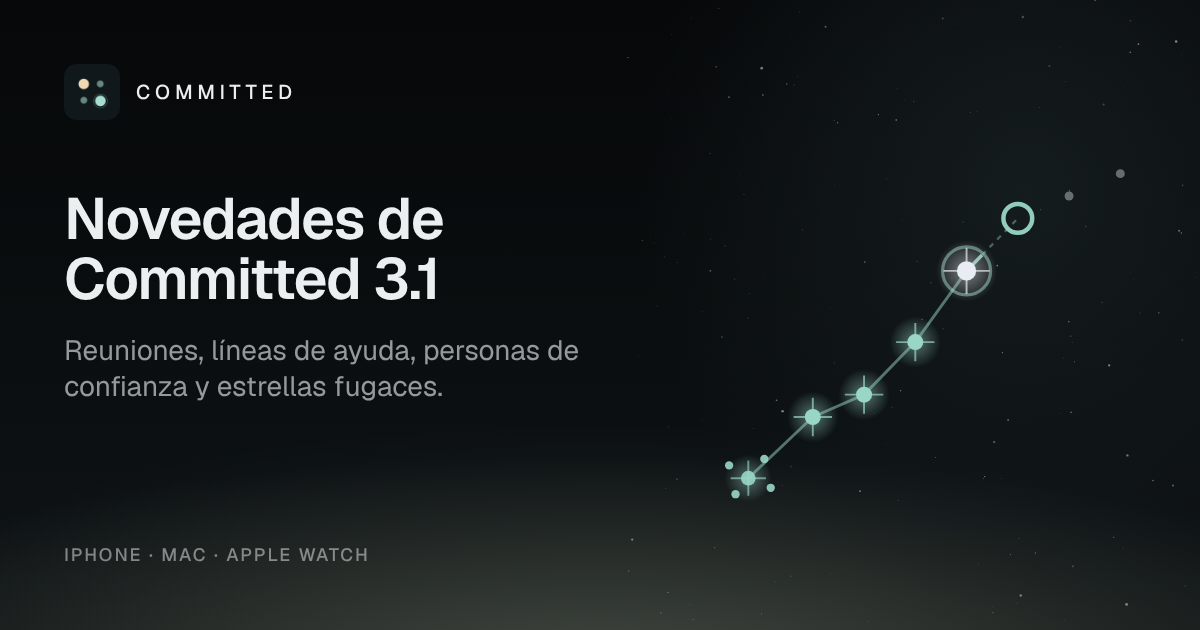 COMMITTED
Novedades de
Committed 3.1
Reuniones, líneas de ayuda, personas de
confianza y estrellas fugaces.
IPHONE · MAC · APPLE WATCH